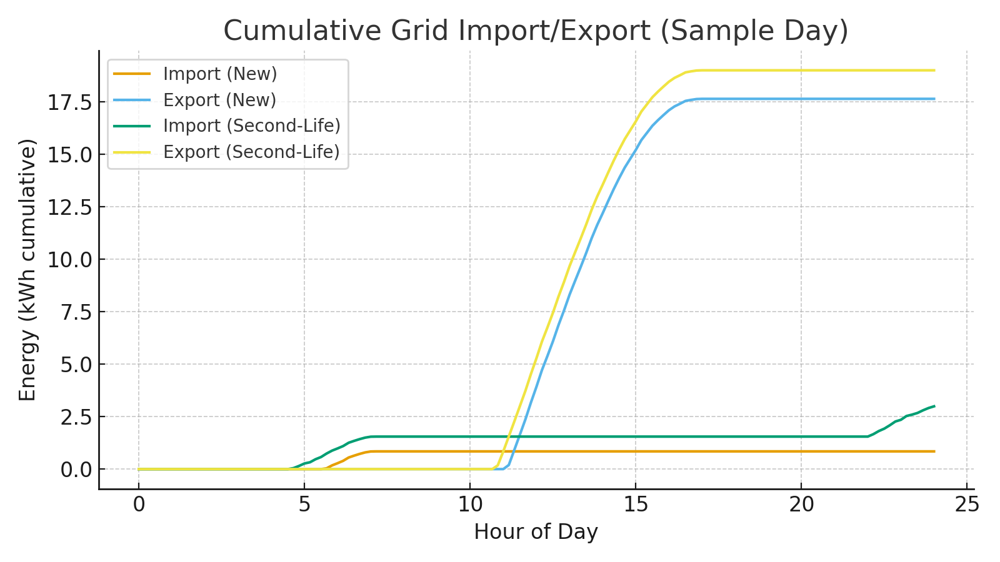 Cumulative Grid Import/Export (Sample Day)
Import (New)
Export (New)
Import (Second-Life)
Export (Second-Life)
Energy (kWh cumulative)
17.5
15.0
12.5
10.0
7.5
5.0
2.5
0.0
0 5 10 15 20 25
Hour of Day